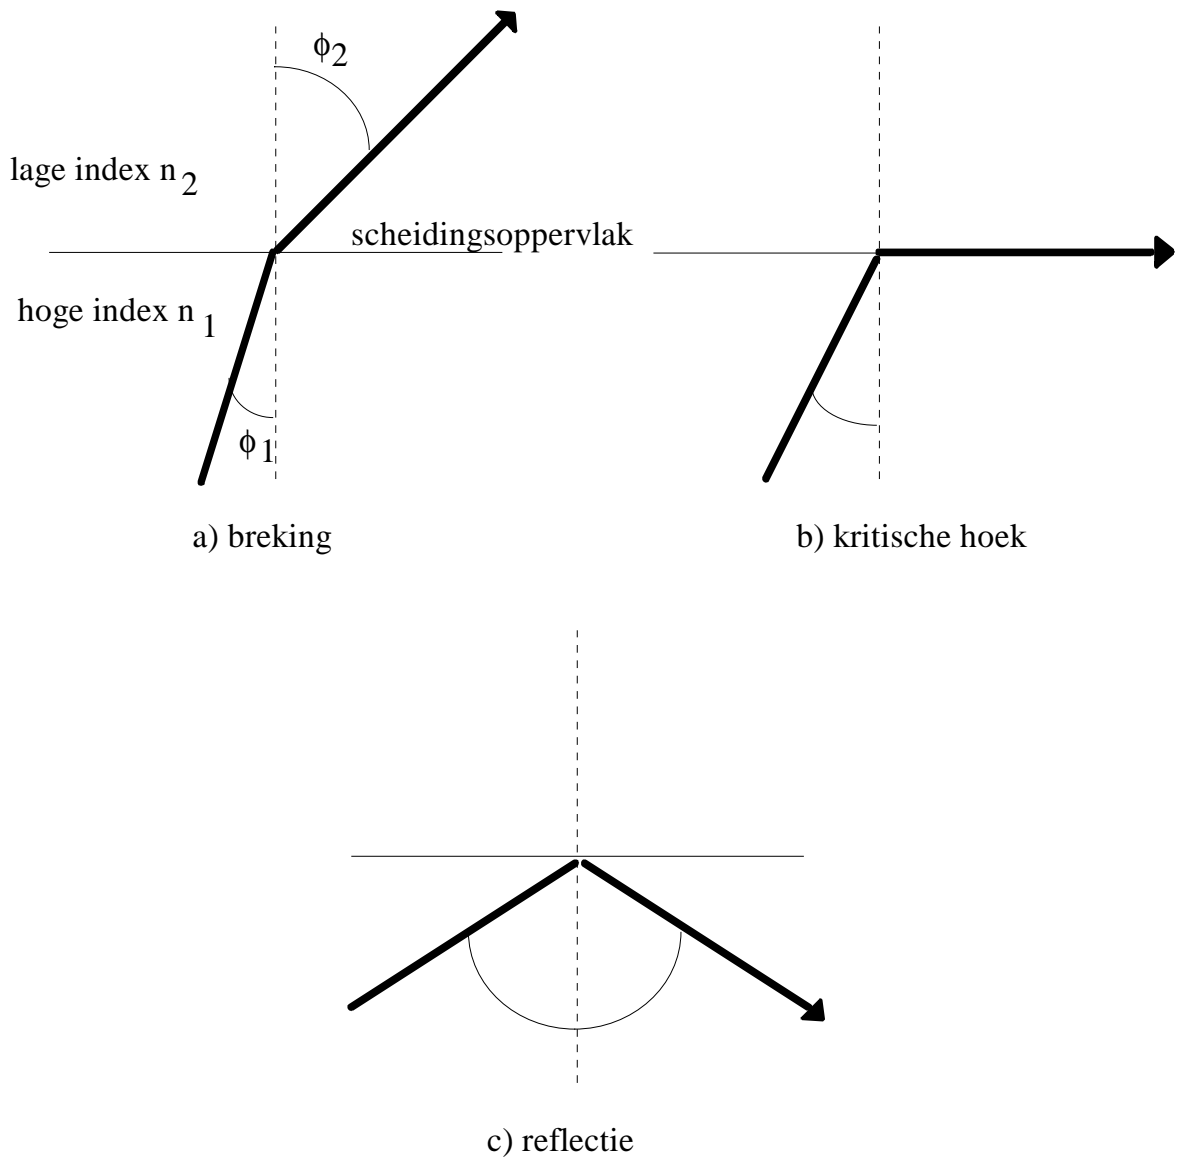 ϕ2
lage index n 2
scheidingsoppervlak
hoge index n 1
ϕ 1
a) breking
b) kritische hoek
c) reflectie